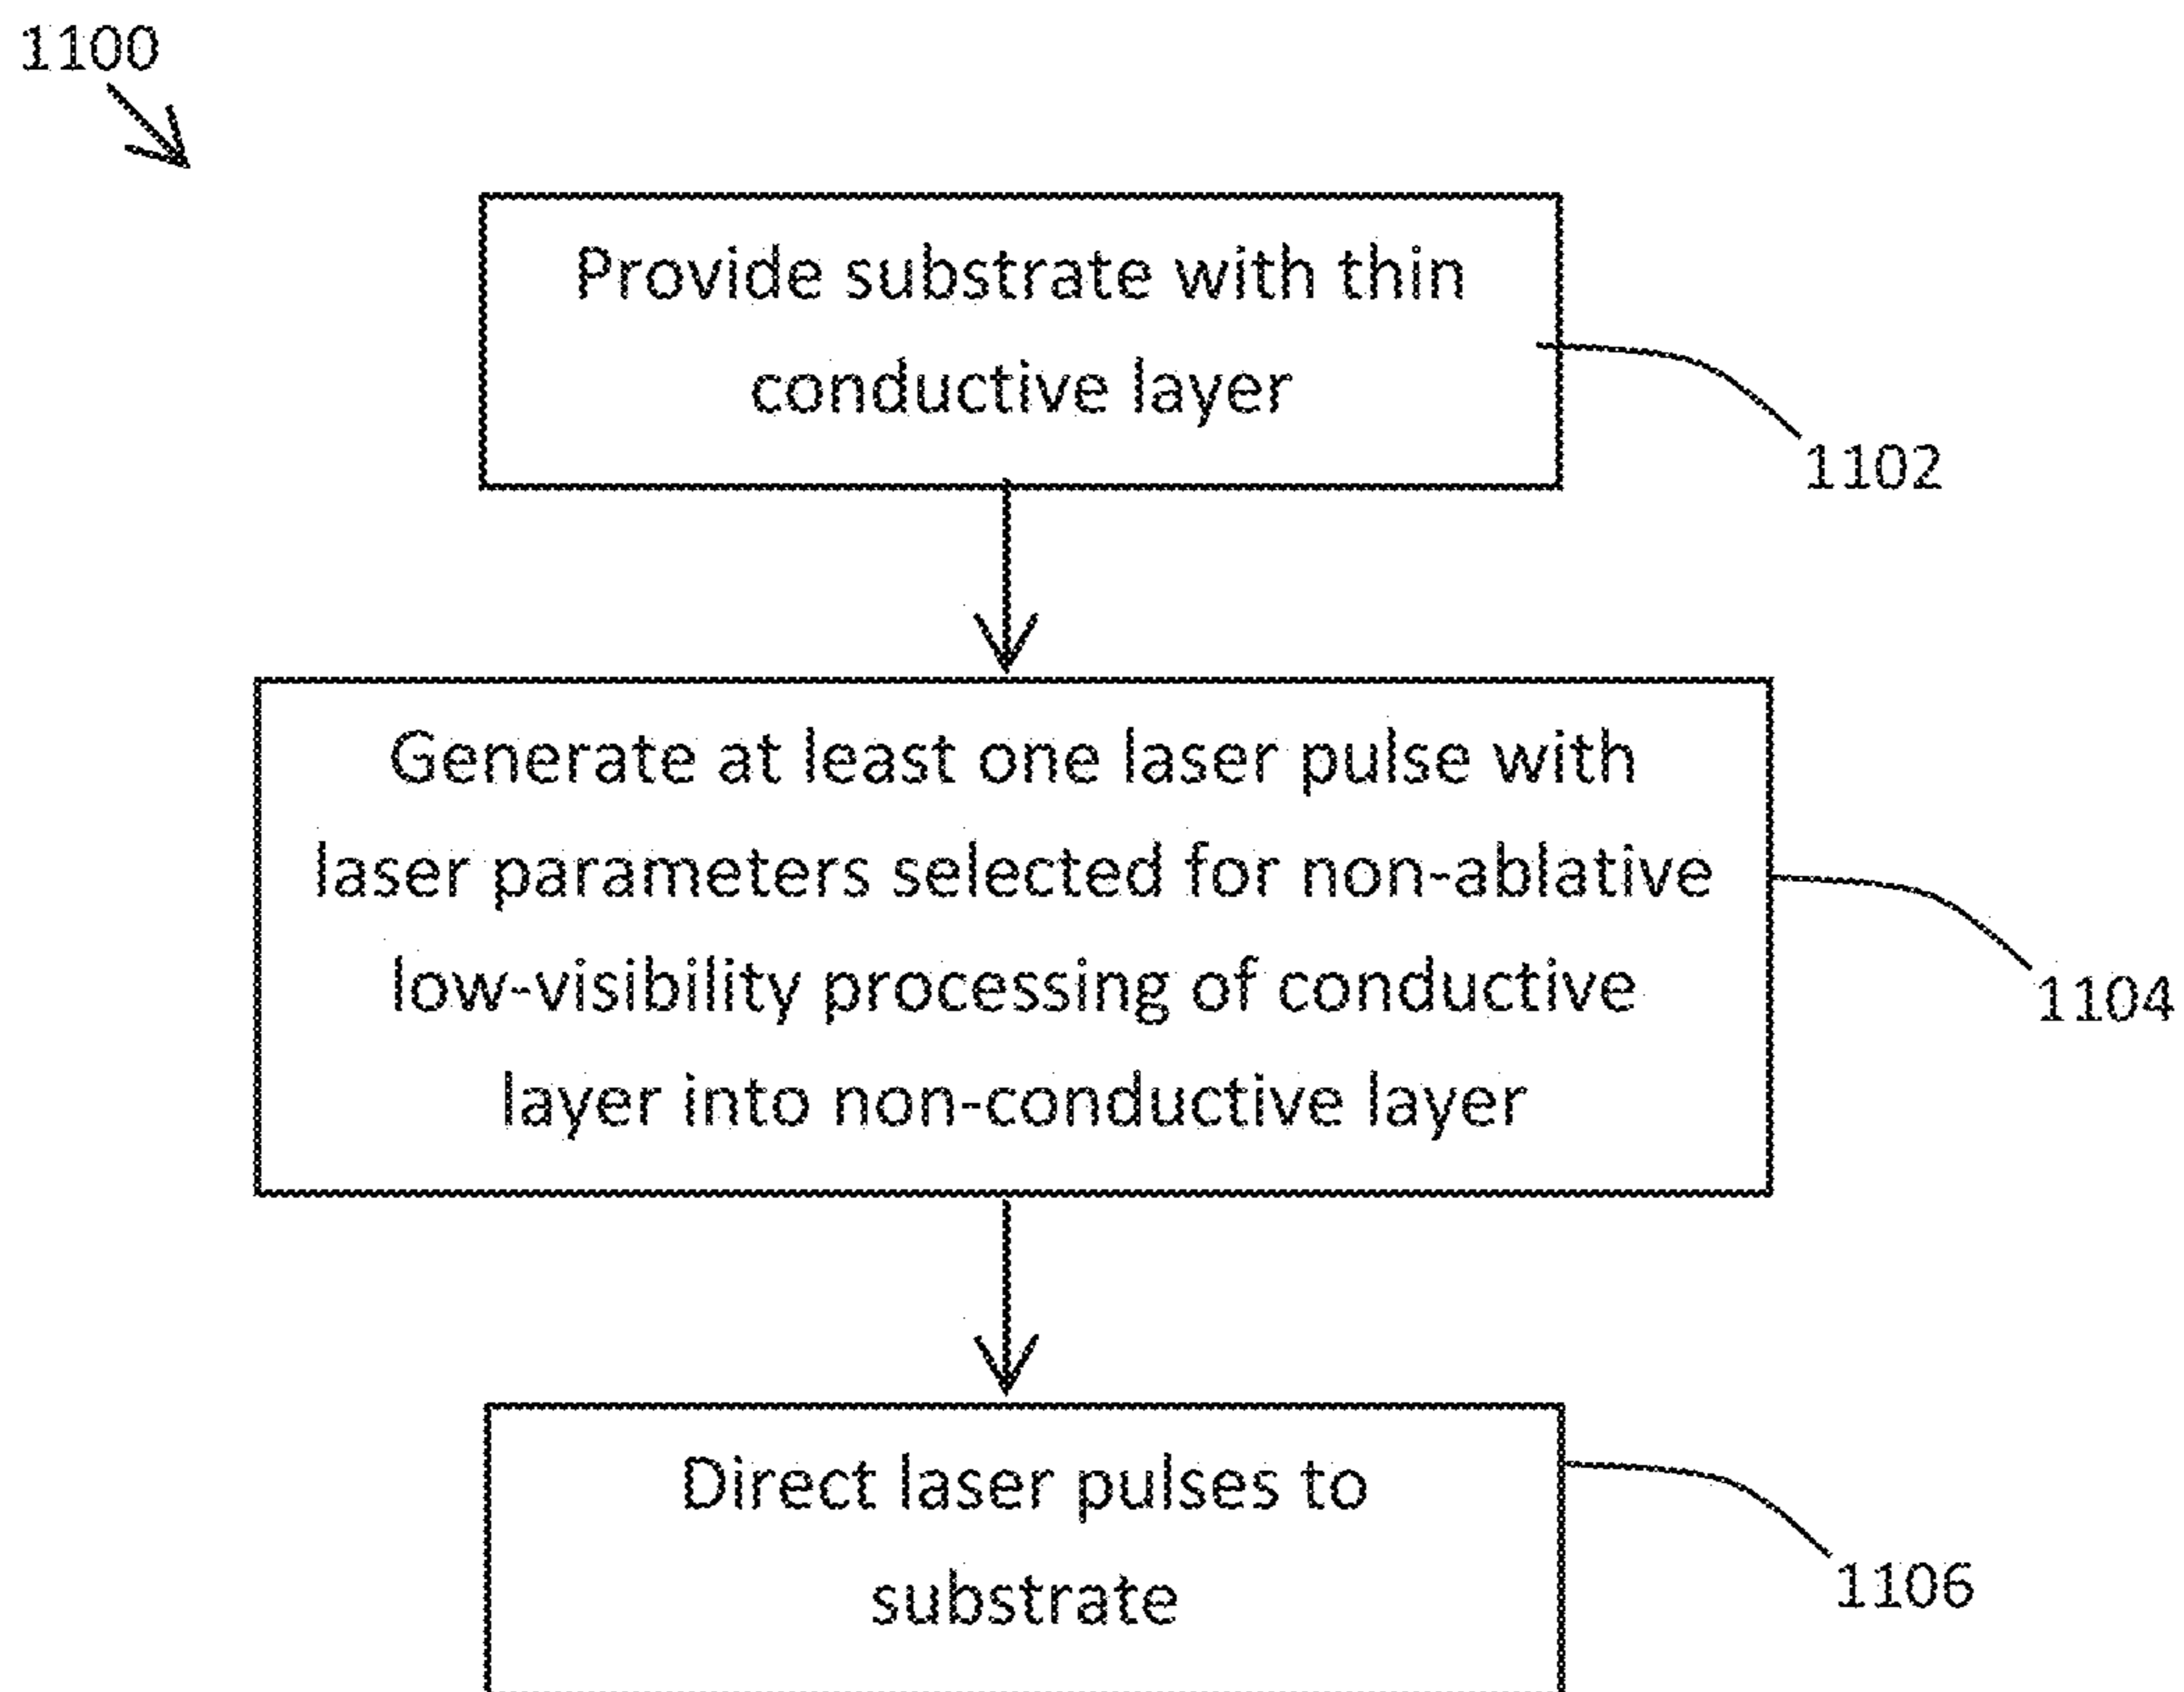 1100
Provide substrate with thin
conductive layer
1102
Generate at least one laser pulse with
laser parameters selected for non-ablative
low-visibility processing of conductive
layer into non-conductive layer
1104
Direct laser pulses to
substrate
1106